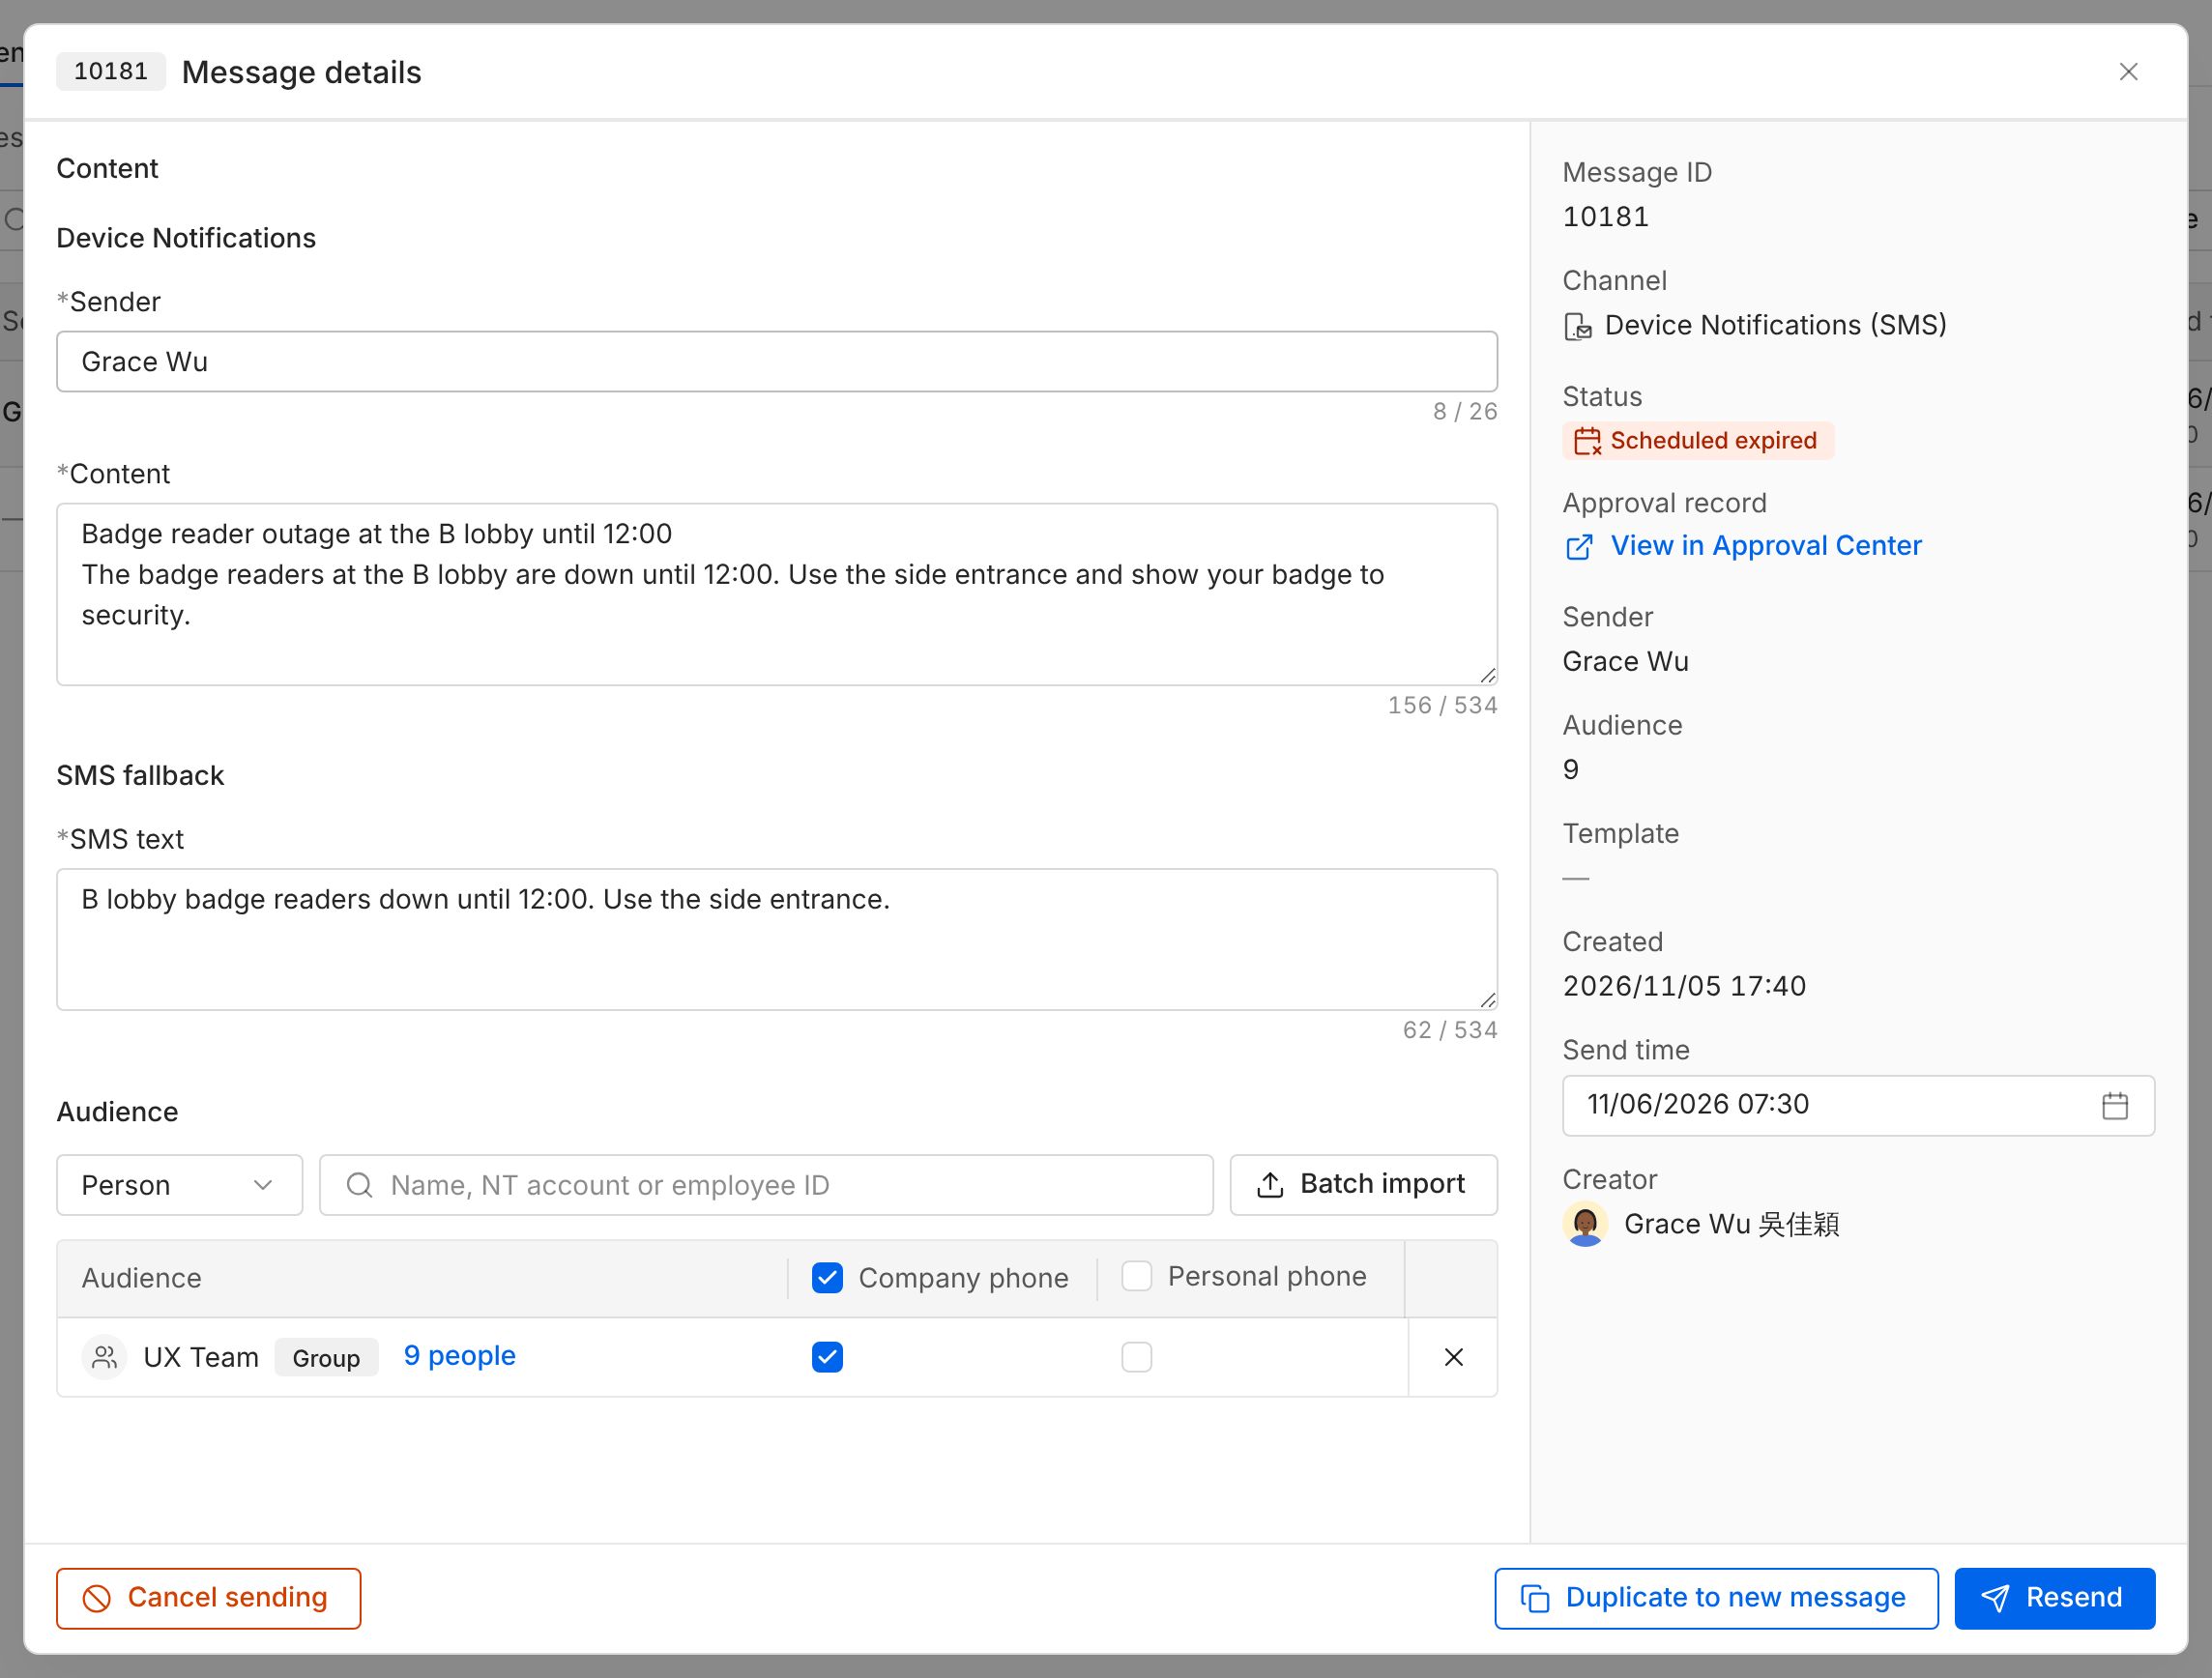 10181 Message details
Content
Device Notifications
*Sender
Grace Wu
8 / 26
*Content
Badge reader outage at the B lobby until 12:00
The badge readers at the B lobby are down until 12:00. Use the side entrance and show your badge to
security.
156 / 534
SMS fallback
*SMS text
B lobby badge readers down until 12:00. Use the side entrance.
62 / 534
Audience
Person
Name, NT account or employee ID
Batch import
Audience Company phone Personal phone
UX Team Group 9 people
Message ID
10181
Channel
Device Notifications (SMS)
Status
Scheduled expired
Approval record
View in Approval Center
Sender
Grace Wu
Audience
9
Template
—
Created
2026/11/05 17:40
Send time
11/06/2026 07:30
Creator
Grace Wu 吳佳穎
Cancel sending
Duplicate to new message
Resend